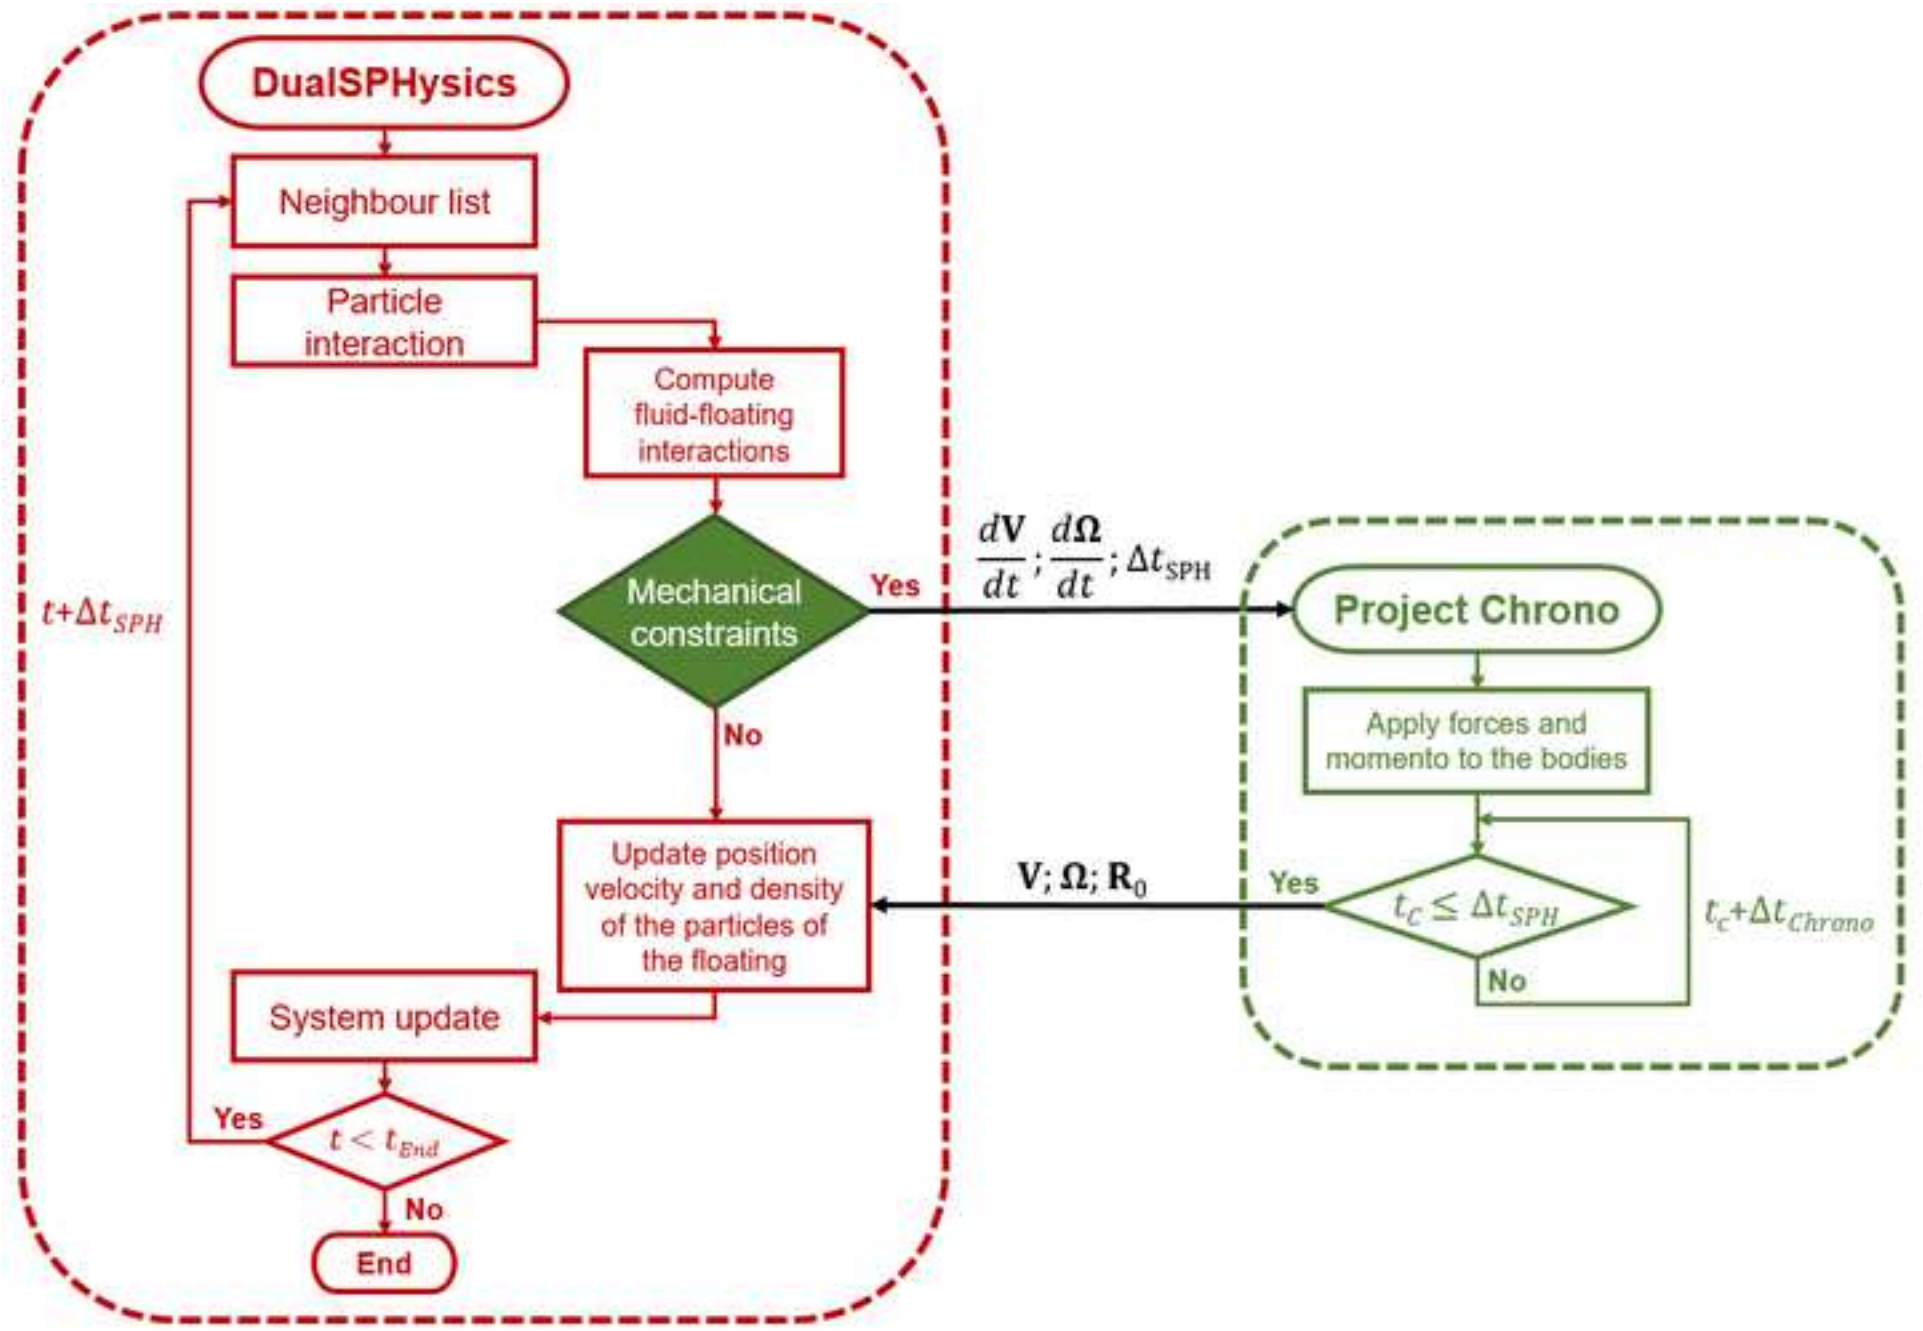 DualSPHysics
Neighbour list
Particle
interaction
Compute
fluid-floating
interactions
Mechanical
constraints
Yes
No
dV/dt; dΩ/dt; Δt_SPH
t+Δt_SPH
Project Chrono
Apply forces and
momento to the bodies
t_C ≤ Δt_SPH
Yes
No
t_c+Δt_Chrono
V; Ω; R_0
Update position
velocity and density
of the particles of
the floating
System update
t < t_End
Yes
No
End